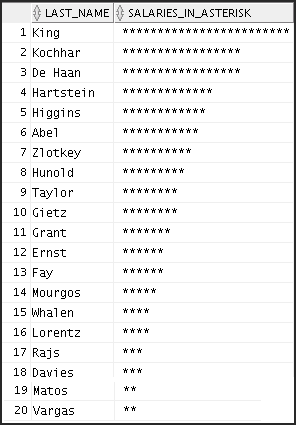 LAST_NAME SALARIES_IN_ASTERISK
1 King ************************
2 Kochhar *****************
3 De Haan *****************
4 Hartstein *************
5 Higgins ************
6 Abel ***********
7 Zlotkey **********
8 Hunold *********
9 Taylor ********
10 Gietz ********
11 Grant *******
12 Ernst ******
13 Fay ******
14 Mourgos *****
15 Whalen ****
16 Lorentz ****
17 Rajs ***
18 Davies ***
19 Matos **
20 Vargas **